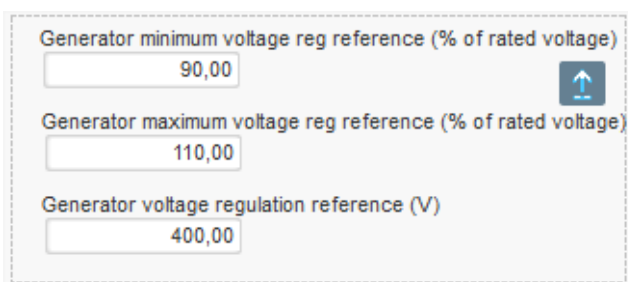 Generator minimum voltage reg reference (% of rated voltage)
90,00
Generator maximum voltage reg reference (% of rated voltage)
110,00
Generator voltage regulation reference (V)
400,00